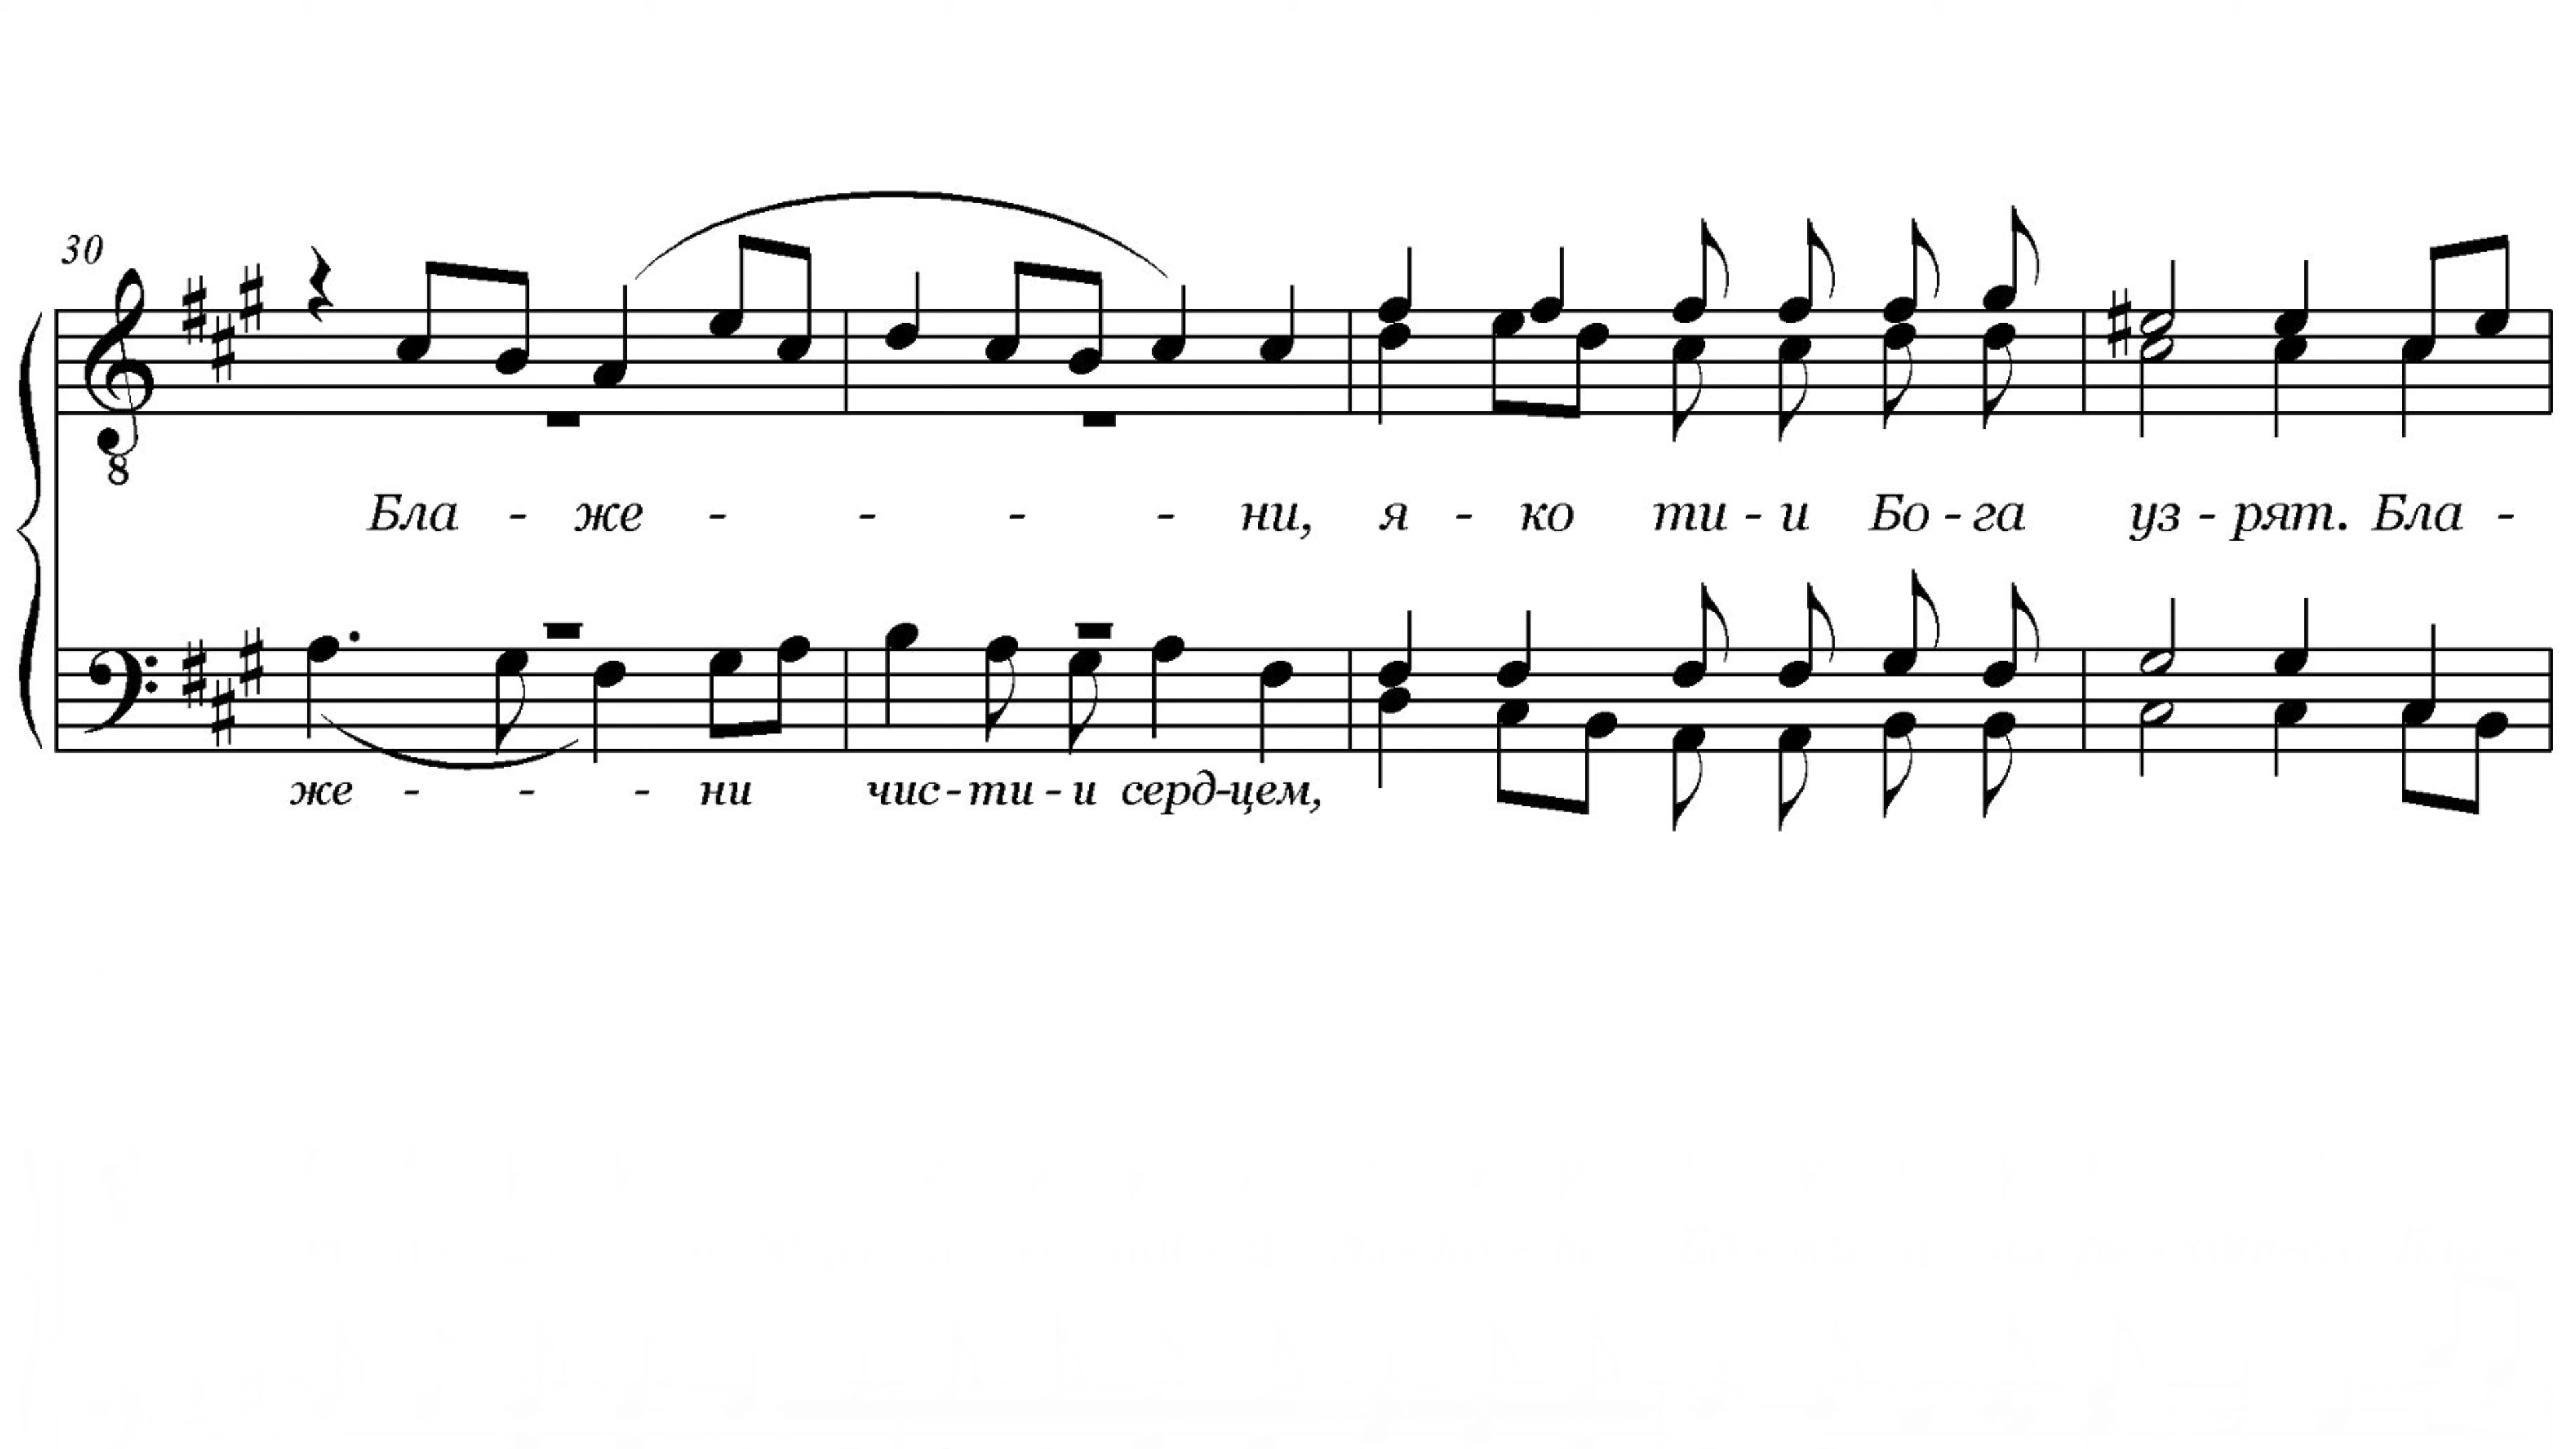 30
8
Бла - же - - - - ни, я - ко ти - и Бо - га уз - рят. Бла -
же - - - ни чис - ти - и серд - цем,